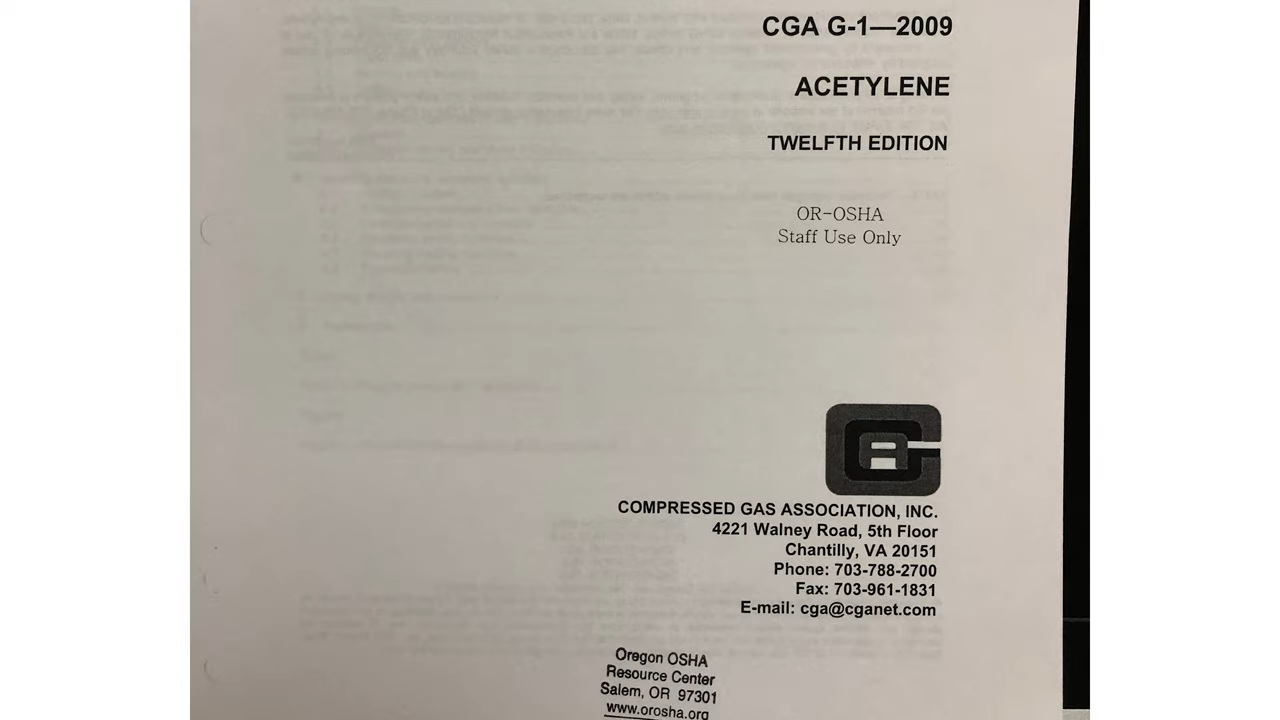 CGA G-1—2009
ACETYLENE
TWELFTH EDITION
OR-OSHA
Staff Use Only
CGA
COMPRESSED GAS ASSOCIATION, INC.
4221 Walney Road, 5th Floor
Chantilly, VA 20151
Phone: 703-788-2700
Fax: 703-961-1831
E-mail: cga@cganet.com
Oregon OSHA
Resource Center
Salem, OR 97301
www.orosha.org